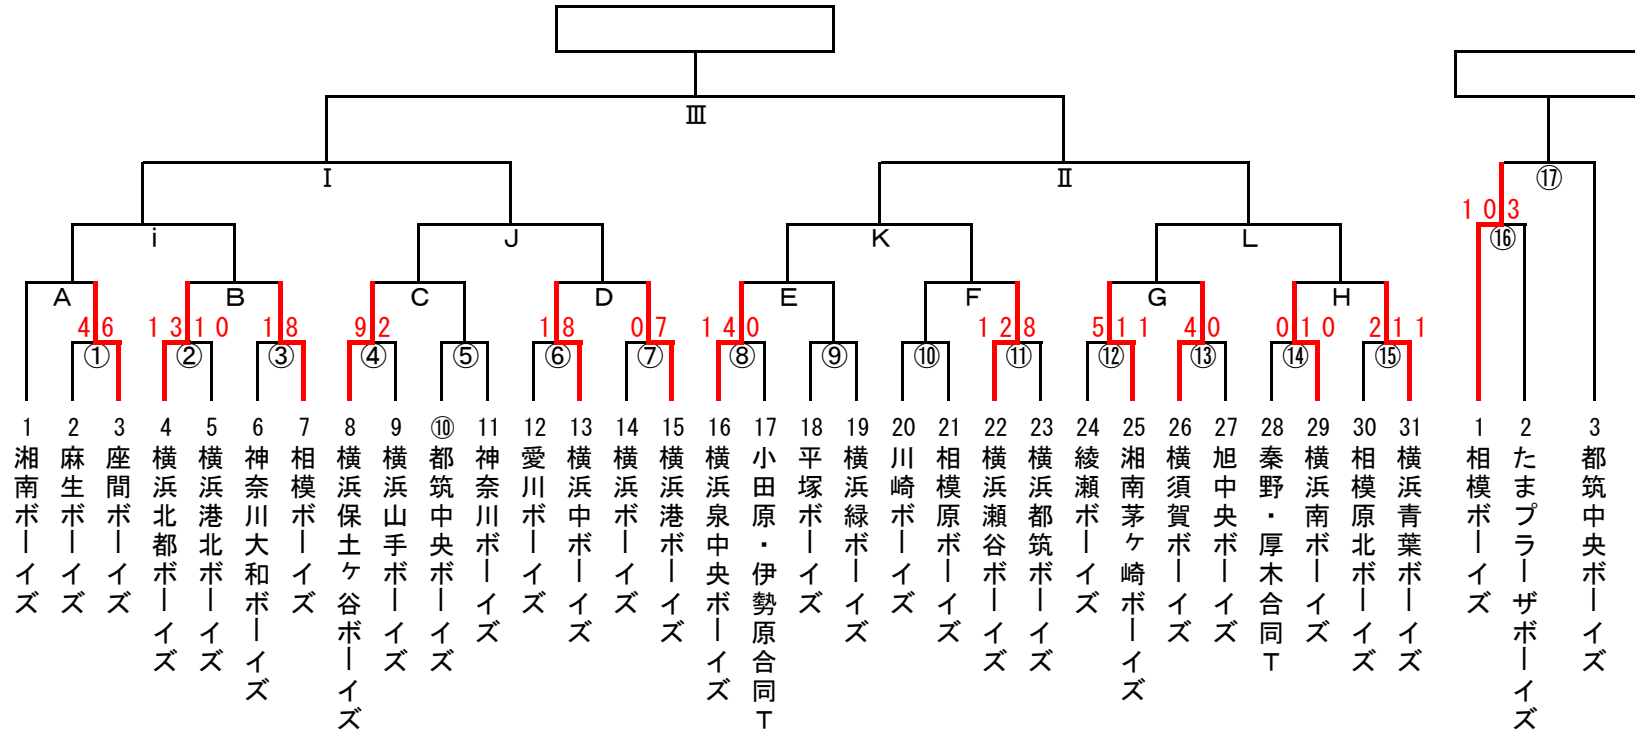 Ⅲ
Ⅰ
Ⅱ
⑰
10 3
i
J
K
L
⑯
A
B
C
D
E
F
G
H
4 6
13 10
1 8
9 2
1 8
0 7
14 0
12 8
5 11
4 0
0 10
2 11
①
②
③
④
⑤
⑥
⑦
⑧
⑨
⑩
⑪
⑫
⑬
⑭
⑮
1 湘南ボーイズ
2 麻生ボーイズ
3 座間ボーイズ
4 横浜北都ボーイズ
5 横浜港北ボーイズ
6 神奈川大和ボーイズ
7 相模ボーイズ
8 横浜保土ヶ谷ボーイズ
9 横浜山手ボーイズ
⑩ 都筑中央ボーイズ
11 神奈川ボーイズ
12 愛川ボーイズ
13 横浜中ボーイズ
14 横浜ボーイズ
15 横浜港ボーイズ
16 横浜泉中央ボーイズ
17 小田原・伊勢原合同T
18 平塚ボーイズ
19 横浜緑ボーイズ
20 川崎ボーイズ
21 相模原ボーイズ
22 横浜瀬谷ボーイズ
23 横浜都筑ボーイズ
24 綾瀬ボーイズ
25 湘南茅ケ崎ボーイズ
26 横須賀ボーイズ
27 旭中央ボーイズ
28 秦野・厚木合同T
29 横浜南ボーイズ
30 相模原北ボーイズ
31 横浜青葉ボーイズ
1 相模ボーイズ
2 たまプラーザボーイズ
3 都筑中央ボーイズ